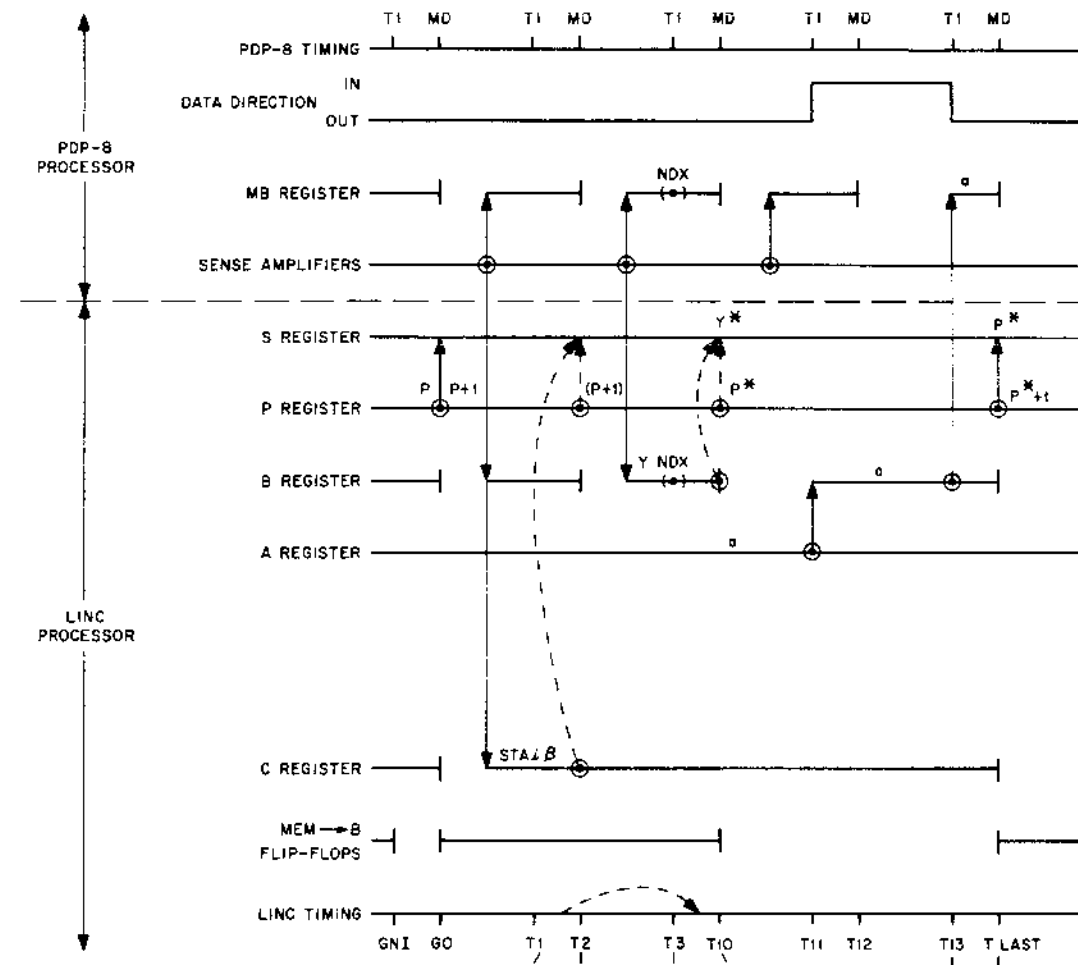 T1 MD T1 MD T1 MD T1 MD T1 MD
PDP-8 TIMING
IN
DATA DIRECTION
OUT
PDP-8
PROCESSOR
NDX
a
MB REGISTER
( )
SENSE AMPLIFIERS
Y* P*
S REGISTER
P P+1 (P+1) P* P*+1
P REGISTER
Y NDX a
B REGISTER
( )
a
A REGISTER
LINC
PROCESSOR
STA i β
C REGISTER
MEM → B
FLIP-FLOPS
LINC TIMING
GNI GO T1 T2 T3 T10 T11 T12 T13 T LAST